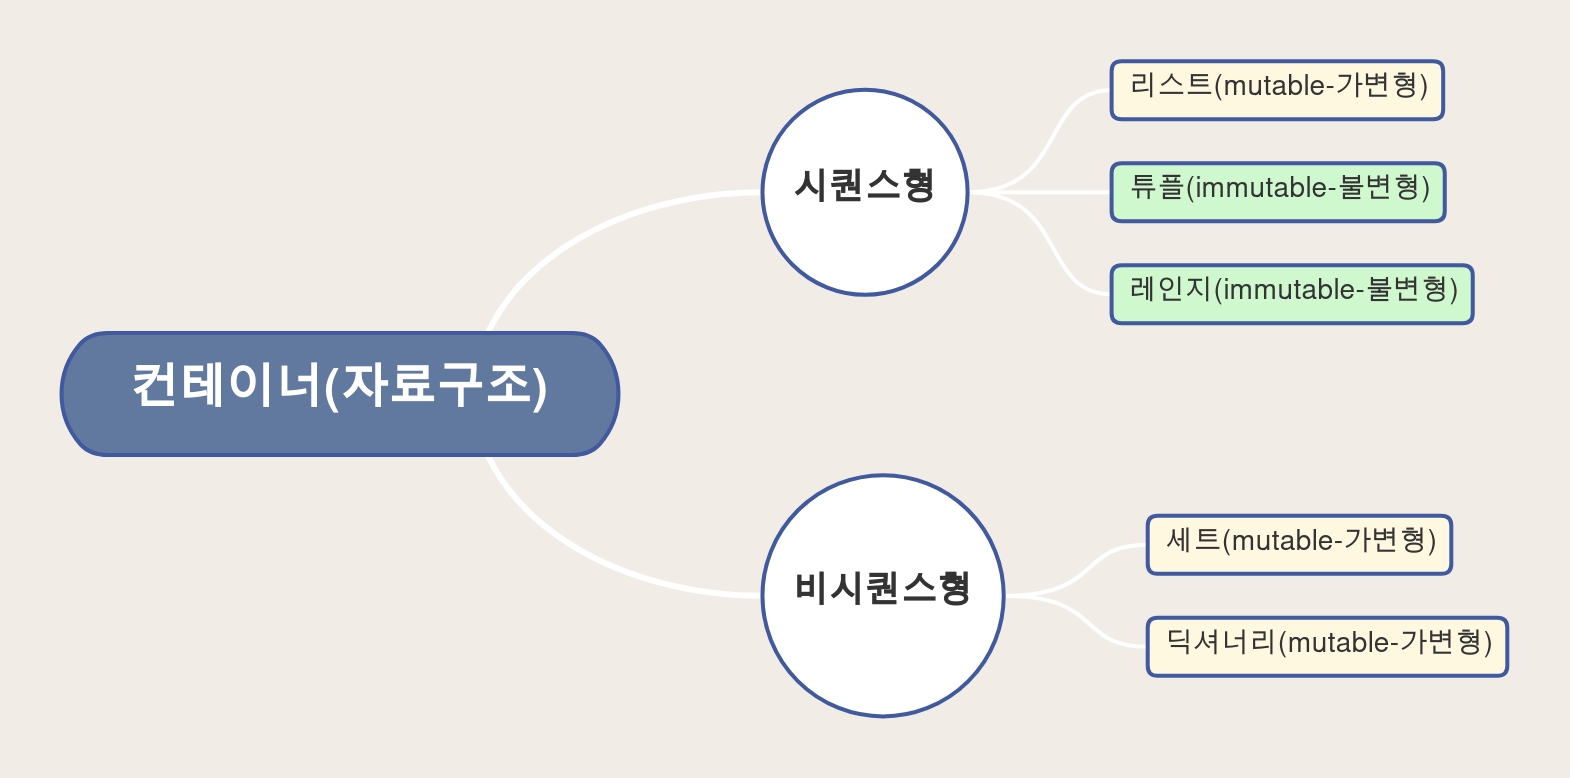 컨테이너(자료구조)
시퀀스형
리스트(mutable-가변형)
튜플(immutable-불변형)
레인지(immutable-불변형)
비시퀀스형
세트(mutable-가변형)
딕셔너리(mutable-가변형)